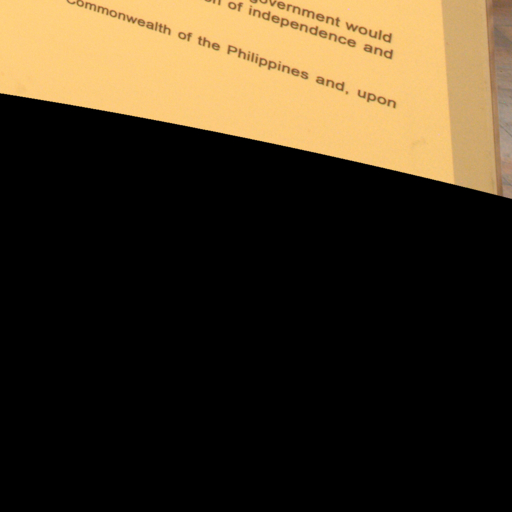 government would
of independence and
Commonwealth of the Philippines and, upon